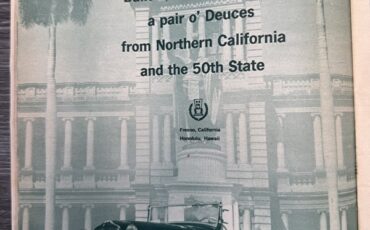 a pair o' Deuces
from Northern California
and the 50th State
Fresno, California
Honolulu, Hawaii